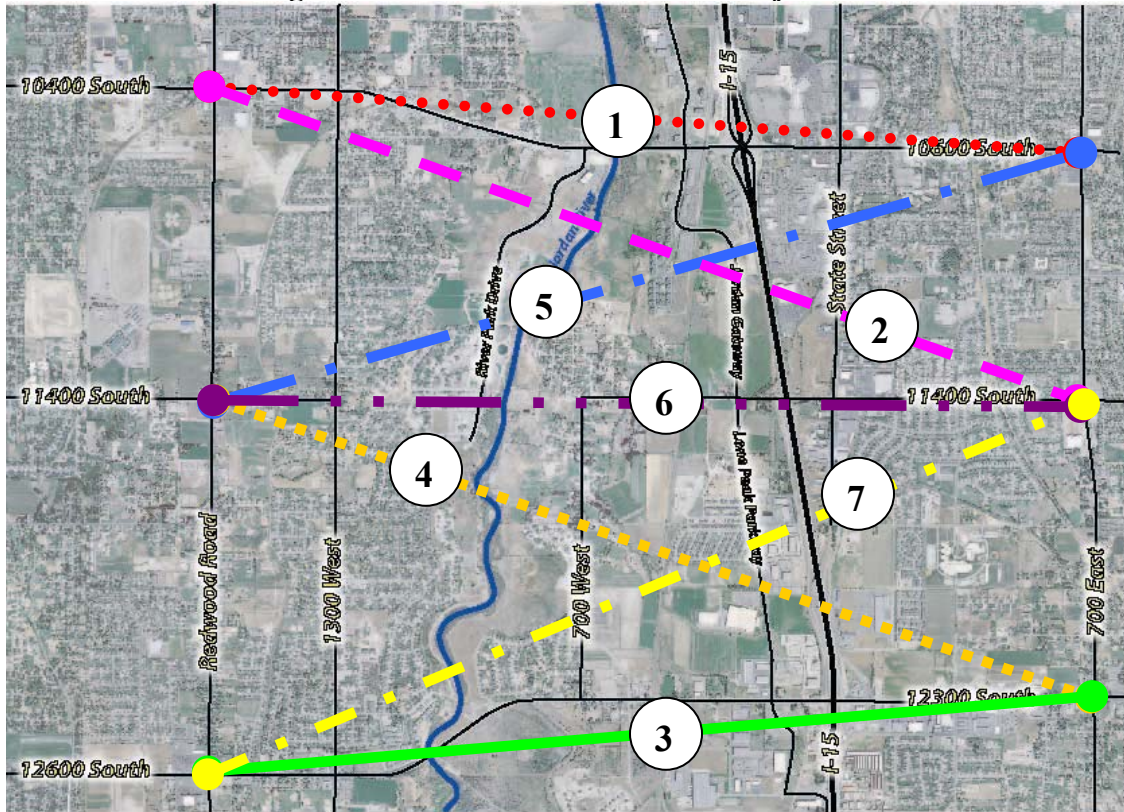 I-15
10400 South
1
10600 South
Jordan River
State Street
River Park Drive
Jordan Gateway
5
2
11400 South
6
11400 South
4
Lone Peak Parkway
7
Redwood Road
1300 West
700 West
700 East
12300 South
3
I-15
12600 South